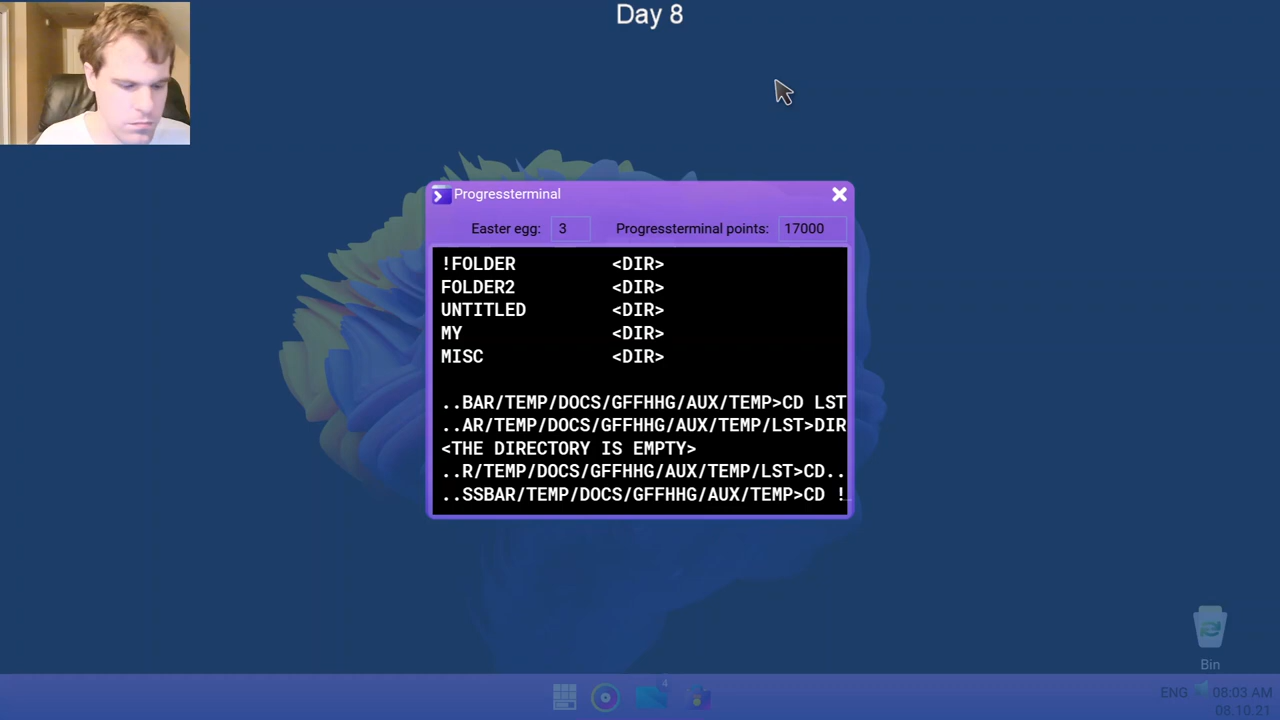 Day 8
Progressterminal
Easter egg: 3 Progressterminal points: 17000
!FOLDER <DIR>
FOLDER2 <DIR>
UNTITLED <DIR>
MY <DIR>
MISC <DIR>
..BAR/TEMP/DOCS/GFFHHG/AUX/TEMP>CD LST
..AR/TEMP/DOCS/GFFHHG/AUX/TEMP/LST>DIR
<THE DIRECTORY IS EMPTY>
..R/TEMP/DOCS/GFFHHG/AUX/TEMP/LST>CD..
..SSBAR/TEMP/DOCS/GFFHHG/AUX/TEMP>CD !_
Bin
4
ENG 08:03 AM
08.10.21